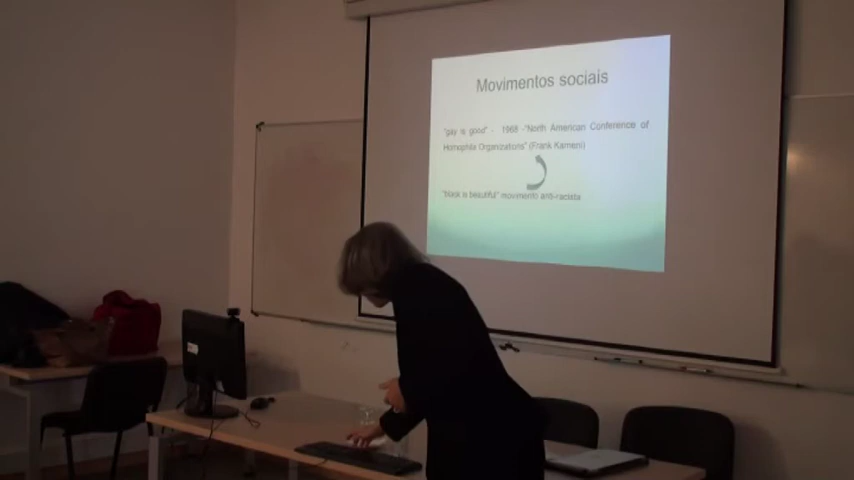 Movimentos sociais
"gay is good" - 1968 -"North American Conference of
Homophile Organizations" (Frank Kameni)
"black is beautiful" movimento anti-racista